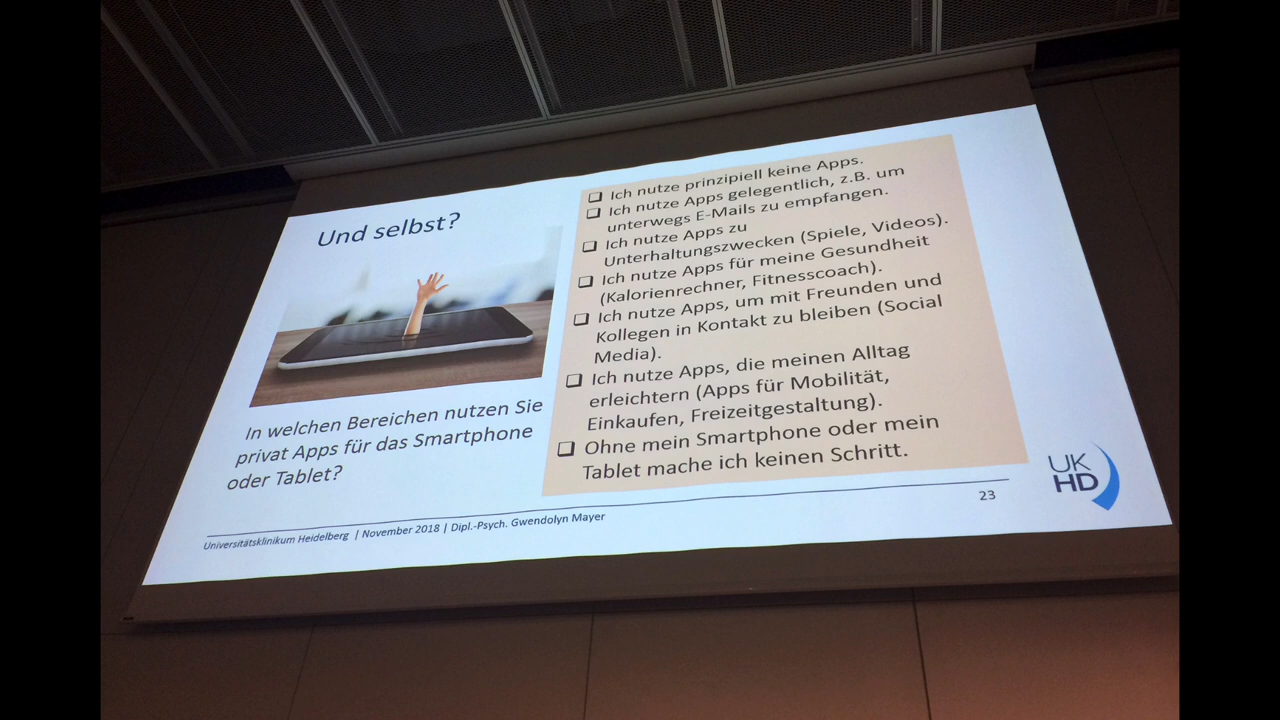 Und selbst?
In welchen Bereichen nutzen Sie
privat Apps für das Smartphone
oder Tablet?
Ich nutze prinzipiell keine Apps.
Ich nutze Apps gelegentlich, z.B. um
unterwegs E-Mails zu empfangen.
Ich nutze Apps zu
Unterhaltungszwecken (Spiele, Videos).
Ich nutze Apps für meine Gesundheit
(Kalorienrechner, Fitnesscoach).
Ich nutze Apps, um mit Freunden und
Kollegen in Kontakt zu bleiben (Social
Media).
Ich nutze Apps, die meinen Alltag
erleichtern (Apps für Mobilität,
Einkaufen, Freizeitgestaltung).
Ohne mein Smartphone oder mein
Tablet mache ich keinen Schritt.
UK
HD
23
Universitätsklinikum Heidelberg | November 2018 | Dipl.-Psych. Gwendolyn Mayer